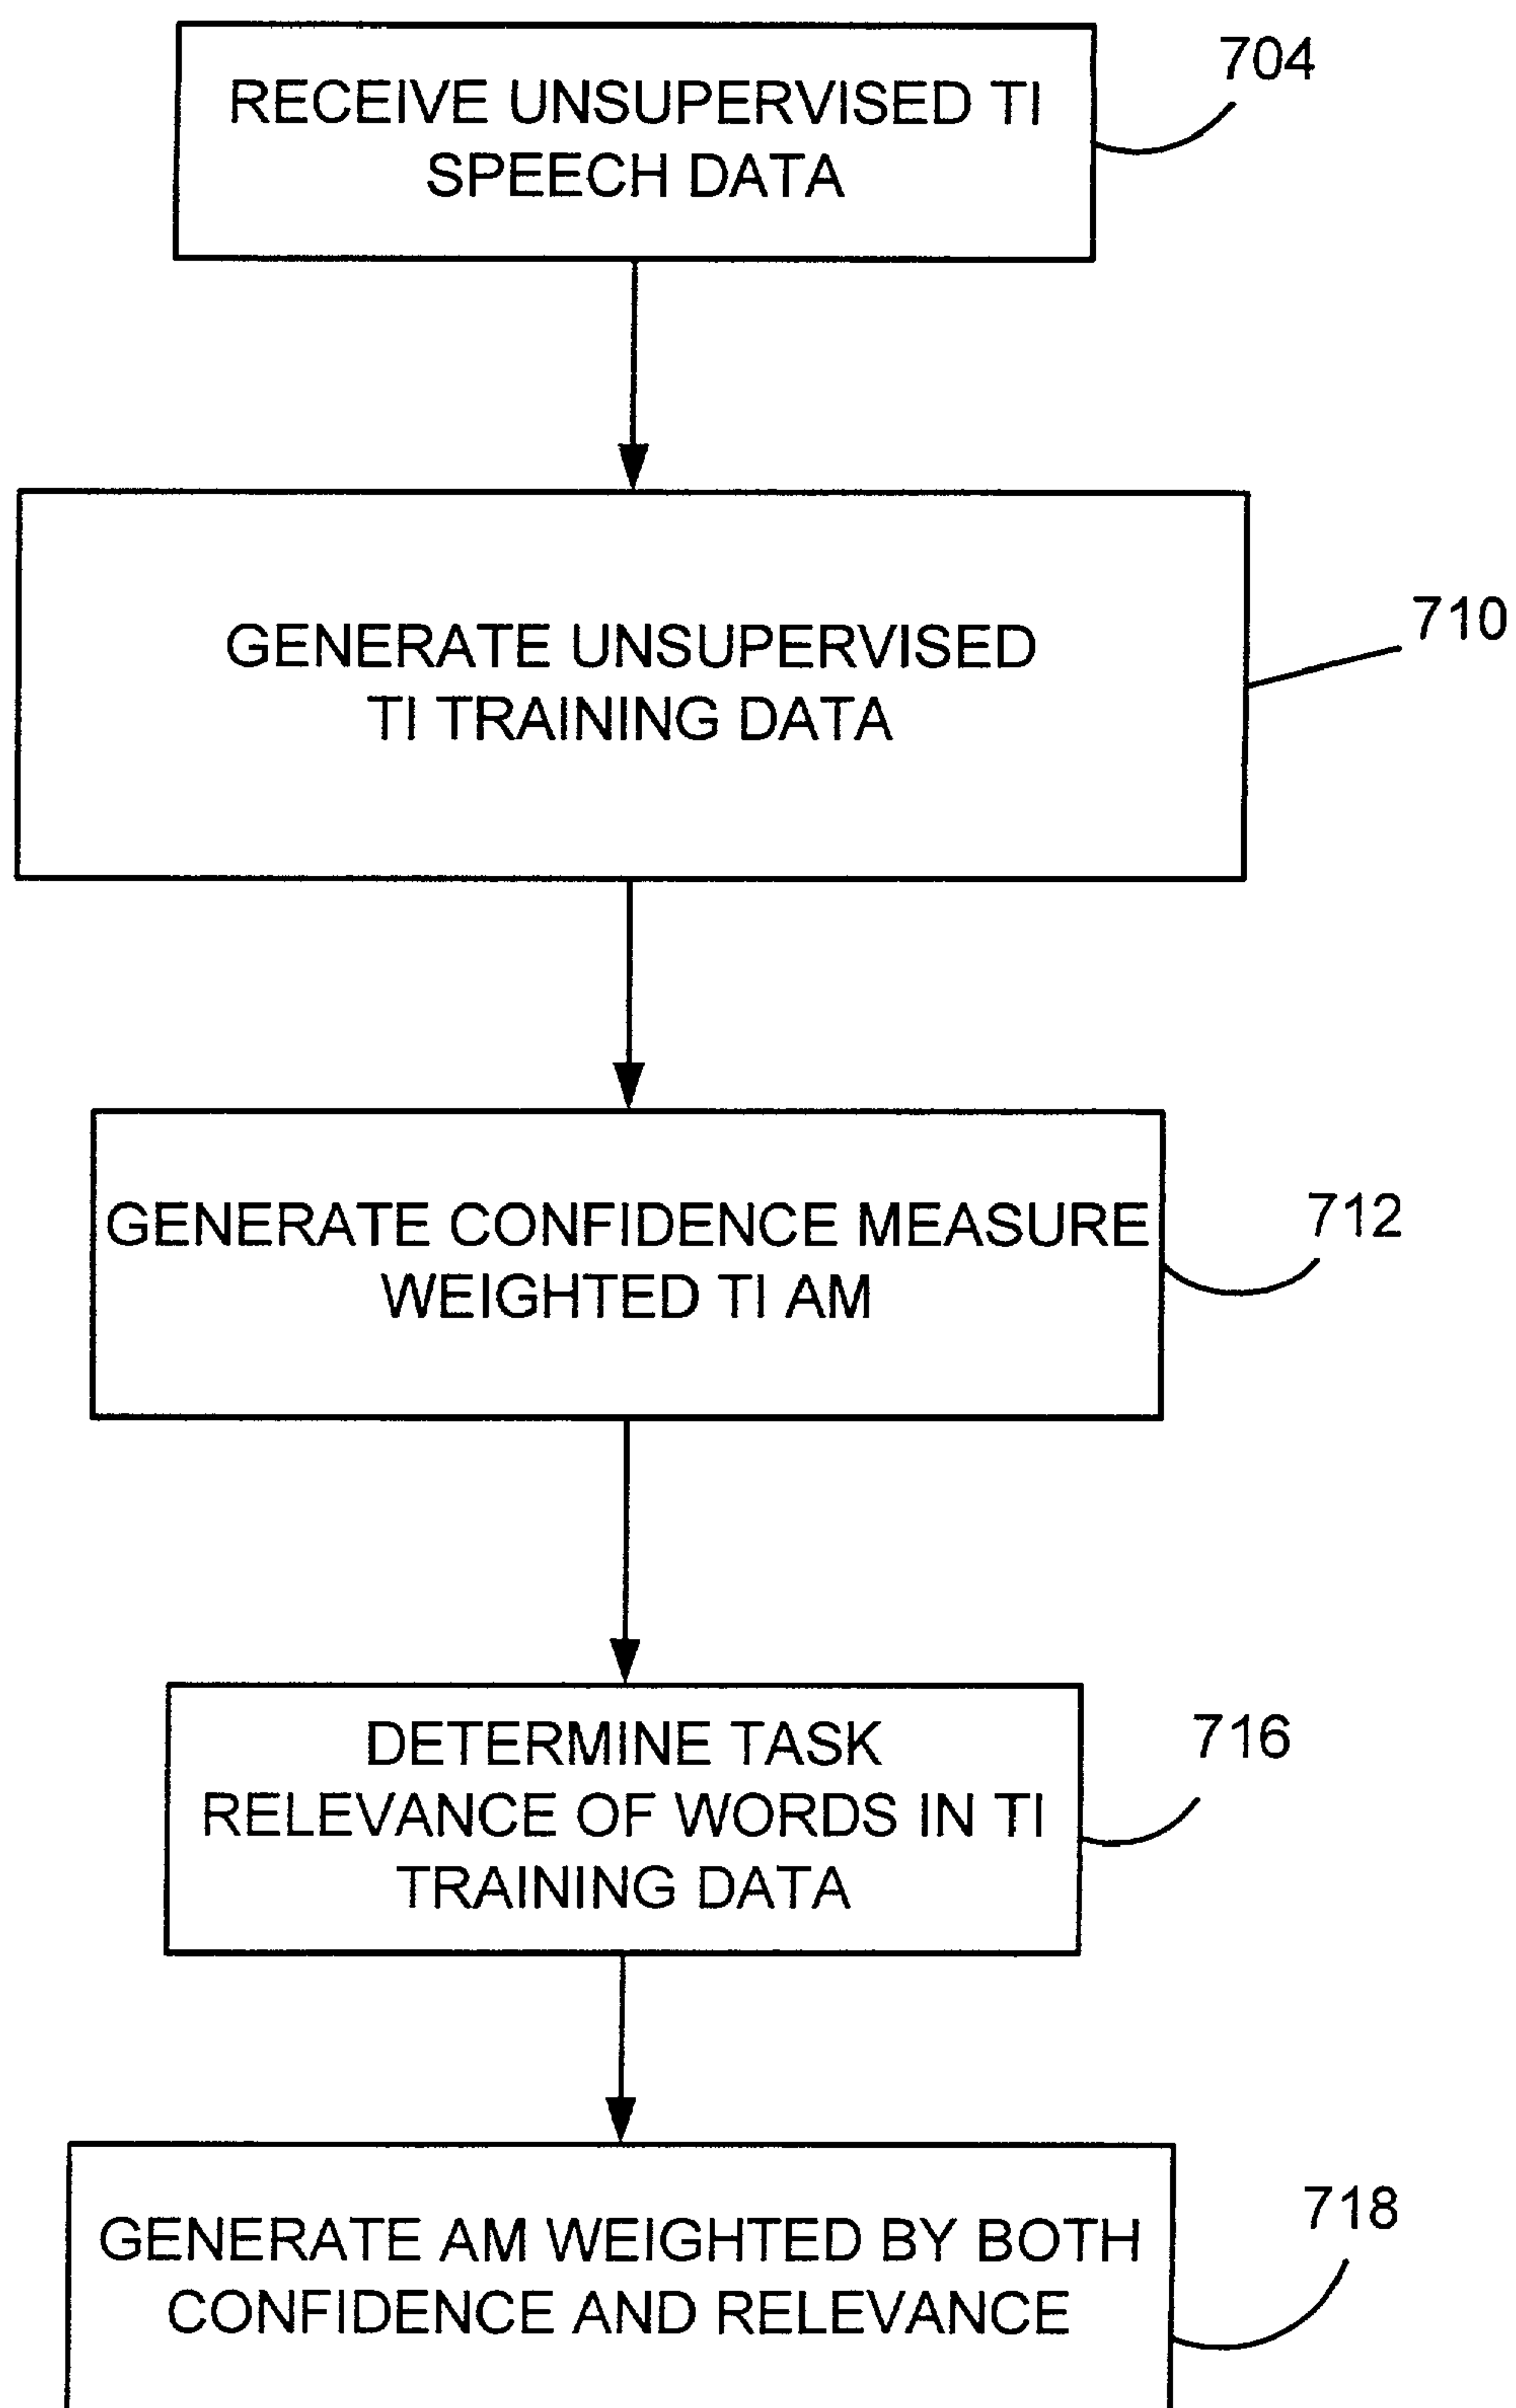 RECEIVE UNSUPERVISED TI
SPEECH DATA
704
GENERATE UNSUPERVISED
TI TRAINING DATA
710
GENERATE CONFIDENCE MEASURE
WEIGHTED TI AM
712
DETERMINE TASK
RELEVANCE OF WORDS IN TI
TRAINING DATA
716
GENERATE AM WEIGHTED BY BOTH
CONFIDENCE AND RELEVANCE
718